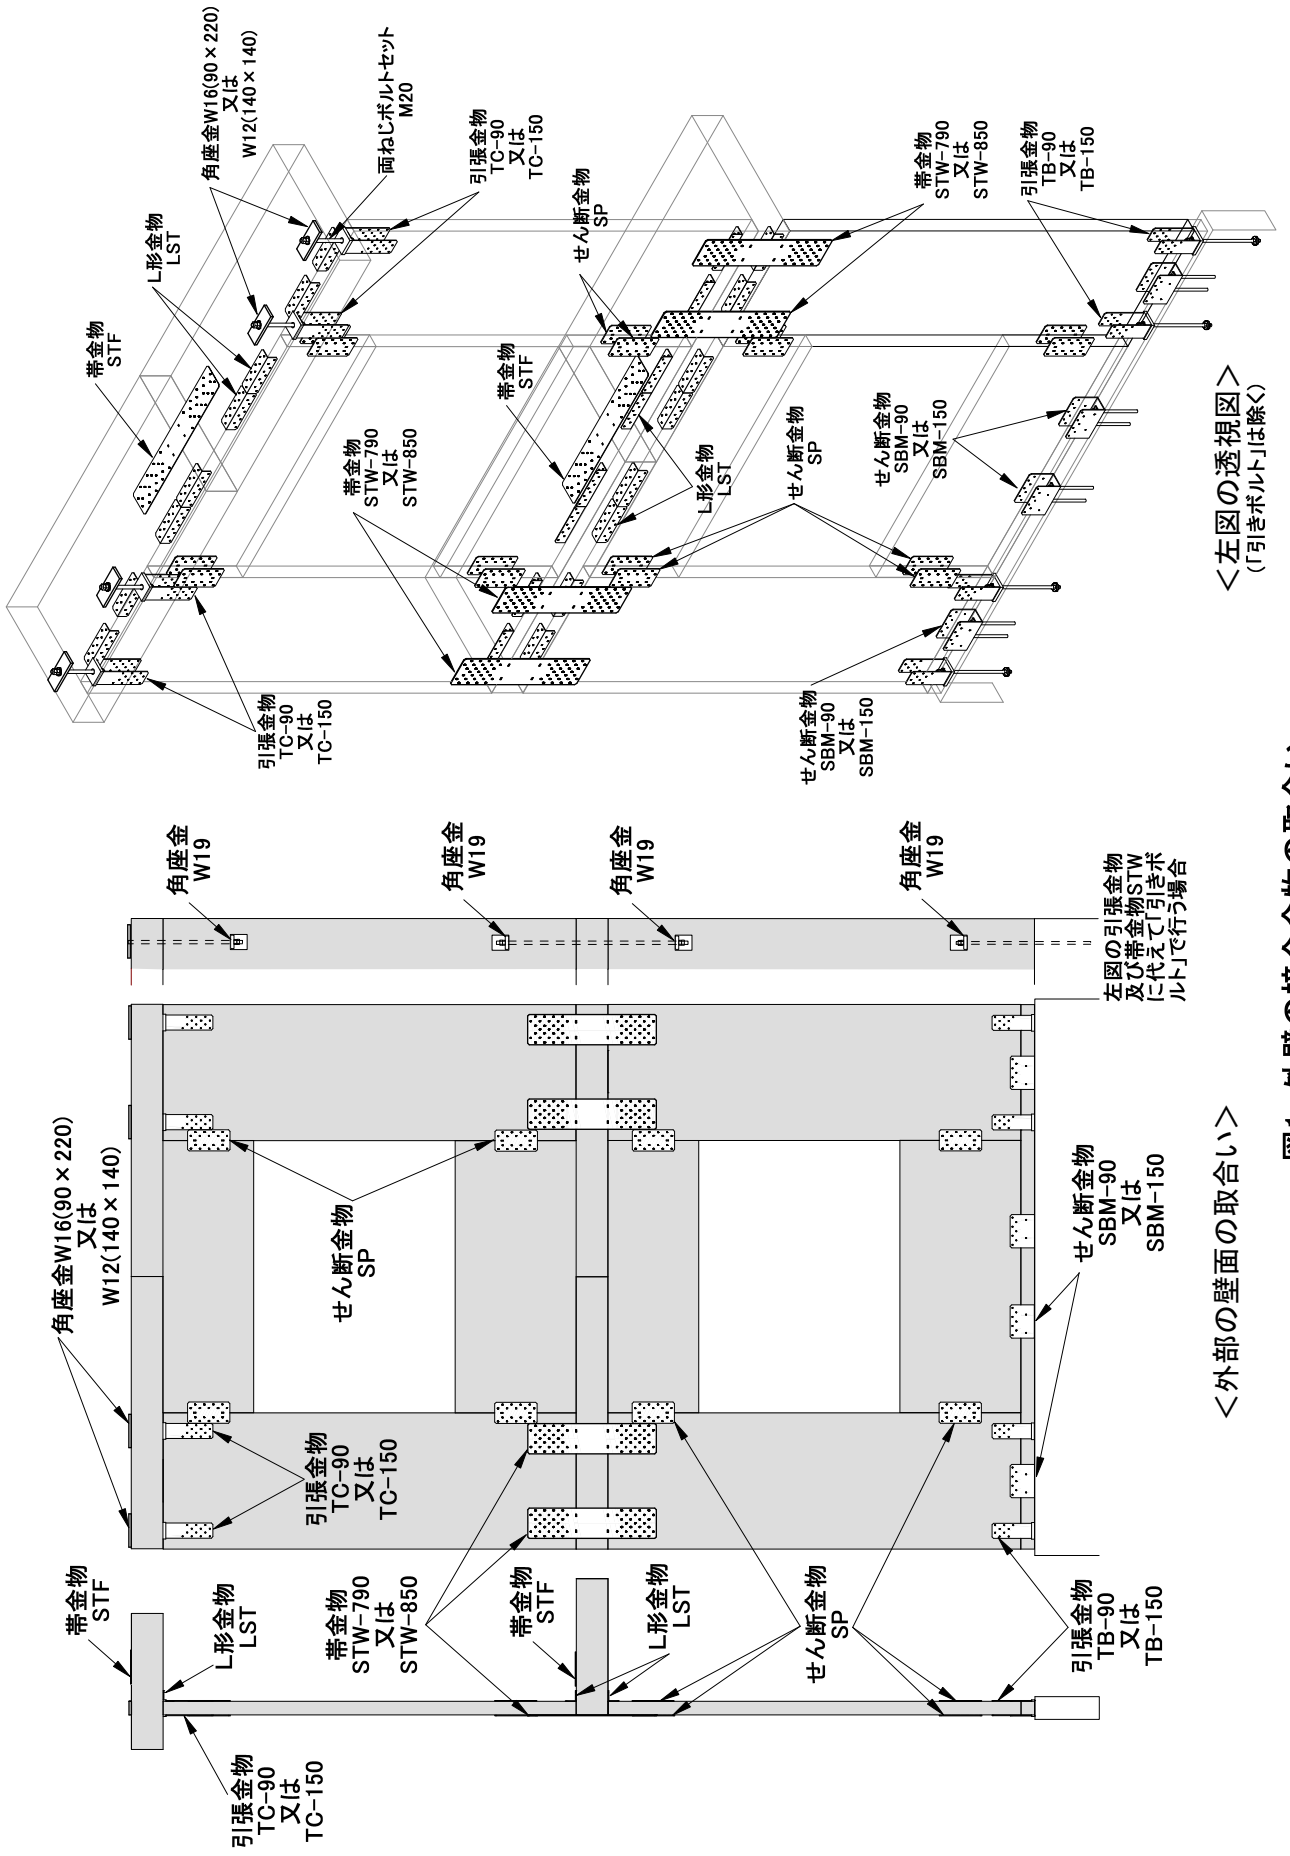 帯金物
STF
L形金物
LST
引張金物
TC-90
又は
TC-150
帯金物
STW-790
又は
STW-850
帯金物
STF
L形金物
LST
せん断金物
SP
引張金物
TB-90
又は
TB-150
角座金W16(90×220)
又は
W12(140×140)
引張金物
TC-90
又は
TC-150
せん断金物
SP
せん断金物
SBM-90
又は
SBM-150
<外部の壁面の取合い>
角座金
W19
角座金
W19
角座金
W19
角座金
W19
左図の引張金物
及び帯金物STW
に代えて「引きボ
ルト」で行う場合
帯金物
STF
L形金物
LST
角座金W16(90×220)
又は
W12(140×140)
両ねじボルトセット
M20
引張金物
TC-90
又は
TC-150
引張金物
TC-90
又は
TC-150
帯金物
STW-790
又は
STW-850
帯金物
STF
せん断金物
SP
帯金物
STW-790
又は
STW-850
L形金物
LST
せん断金物
SP
せん断金物
SBM-90
又は
SBM-150
せん断金物
SBM-90
又は
SBM-150
引張金物
TB-90
又は
TB-150
<左図の透視図>
(「引きボルト」は除く)